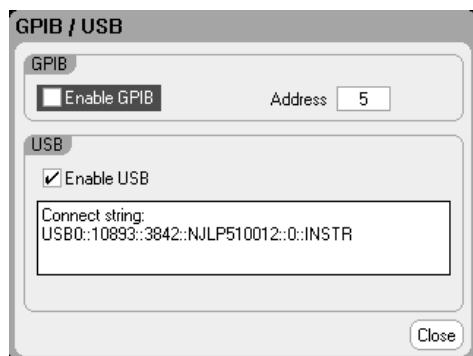 GPIB / USB
GPIB
Enable GPIB
Address 5
USB
Enable USB
Connect string:
USB0::10893::3842::NJLP510012::0::INSTR
Close